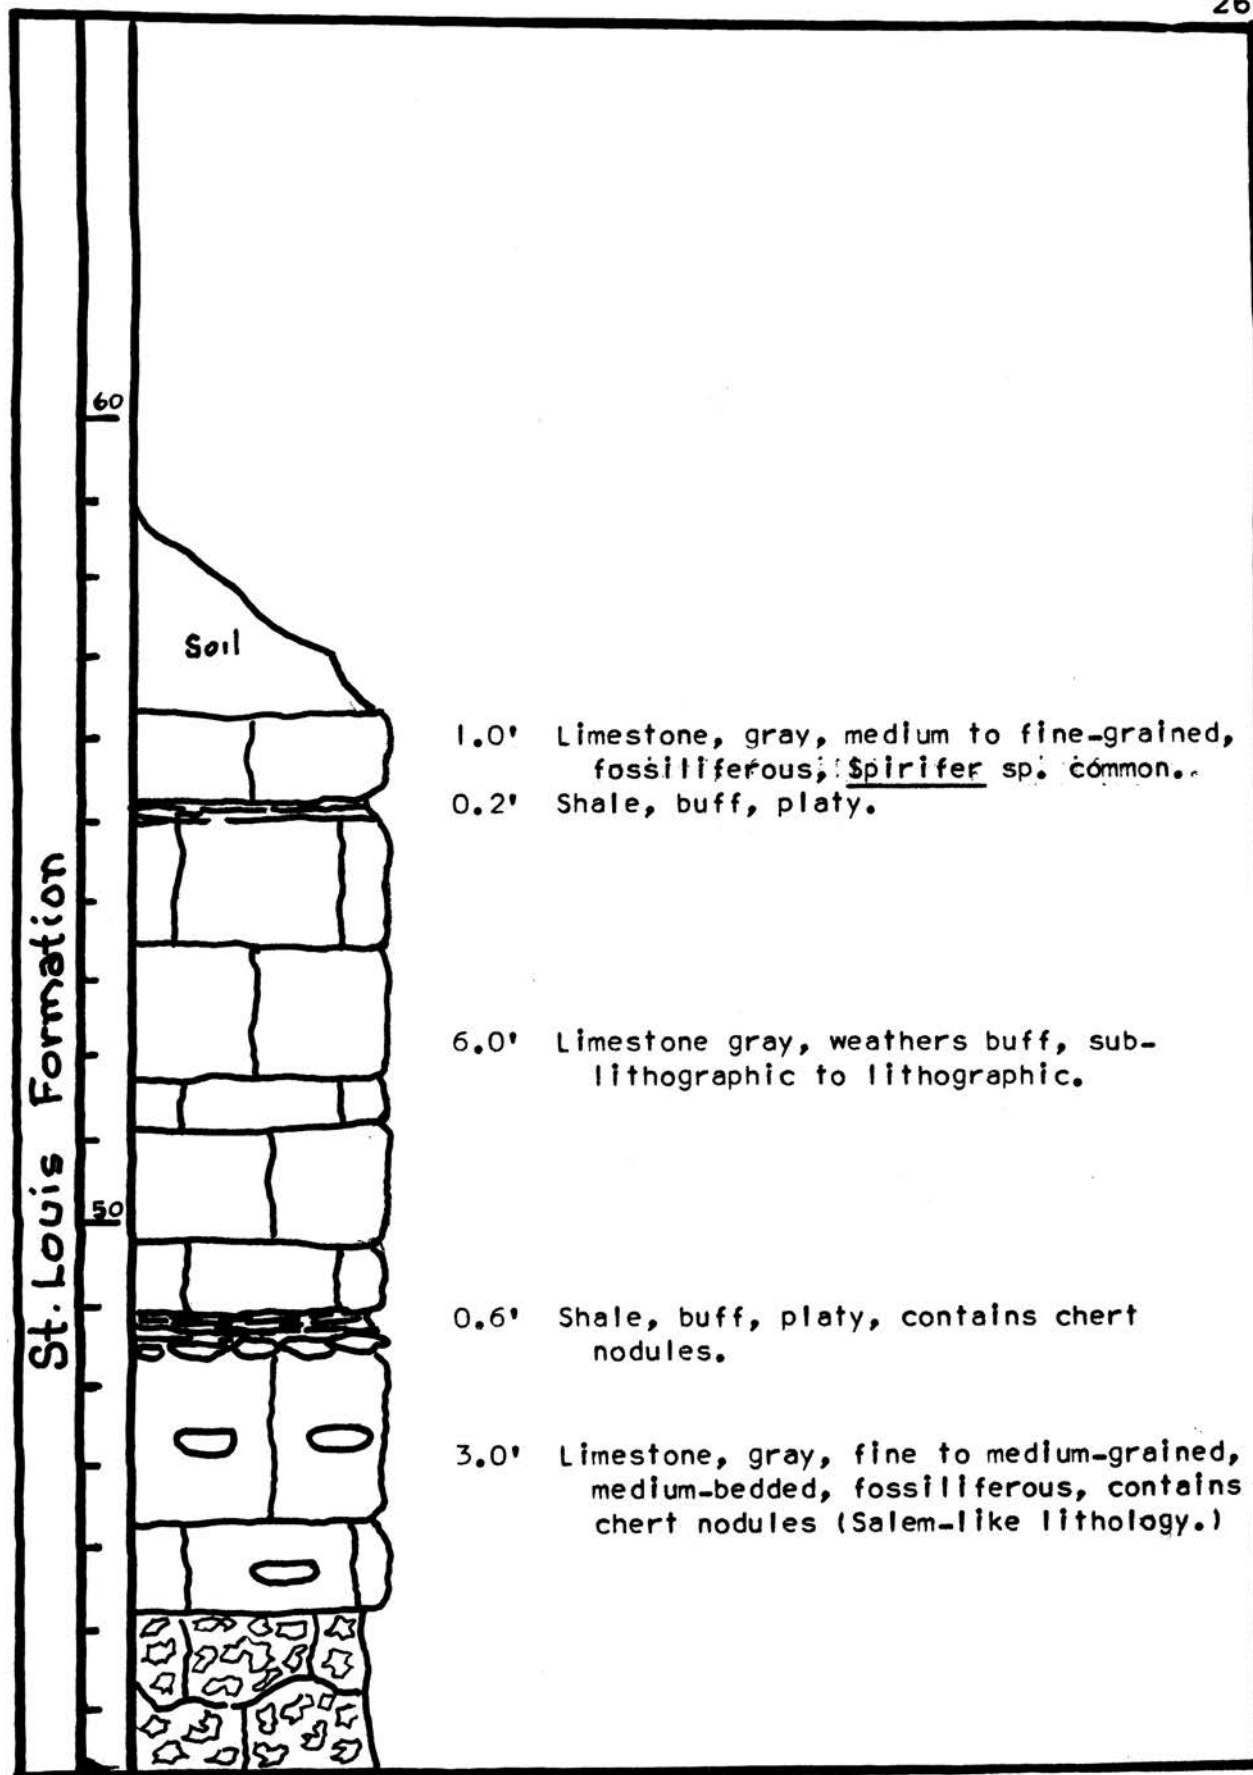 26
60
Soil
1.0' Limestone, gray, medium to fine-grained,
fossiliferous, Spirifer sp. common.
0.2' Shale, buff, platy.
St. Louis Formation
6.0' Limestone gray, weathers buff, sub-
lithographic to lithographic.
50
0.6' Shale, buff, platy, contains chert
nodules.
3.0' Limestone, gray, fine to medium-grained,
medium-bedded, fossiliferous, contains
chert nodules (Salem-like lithology.)